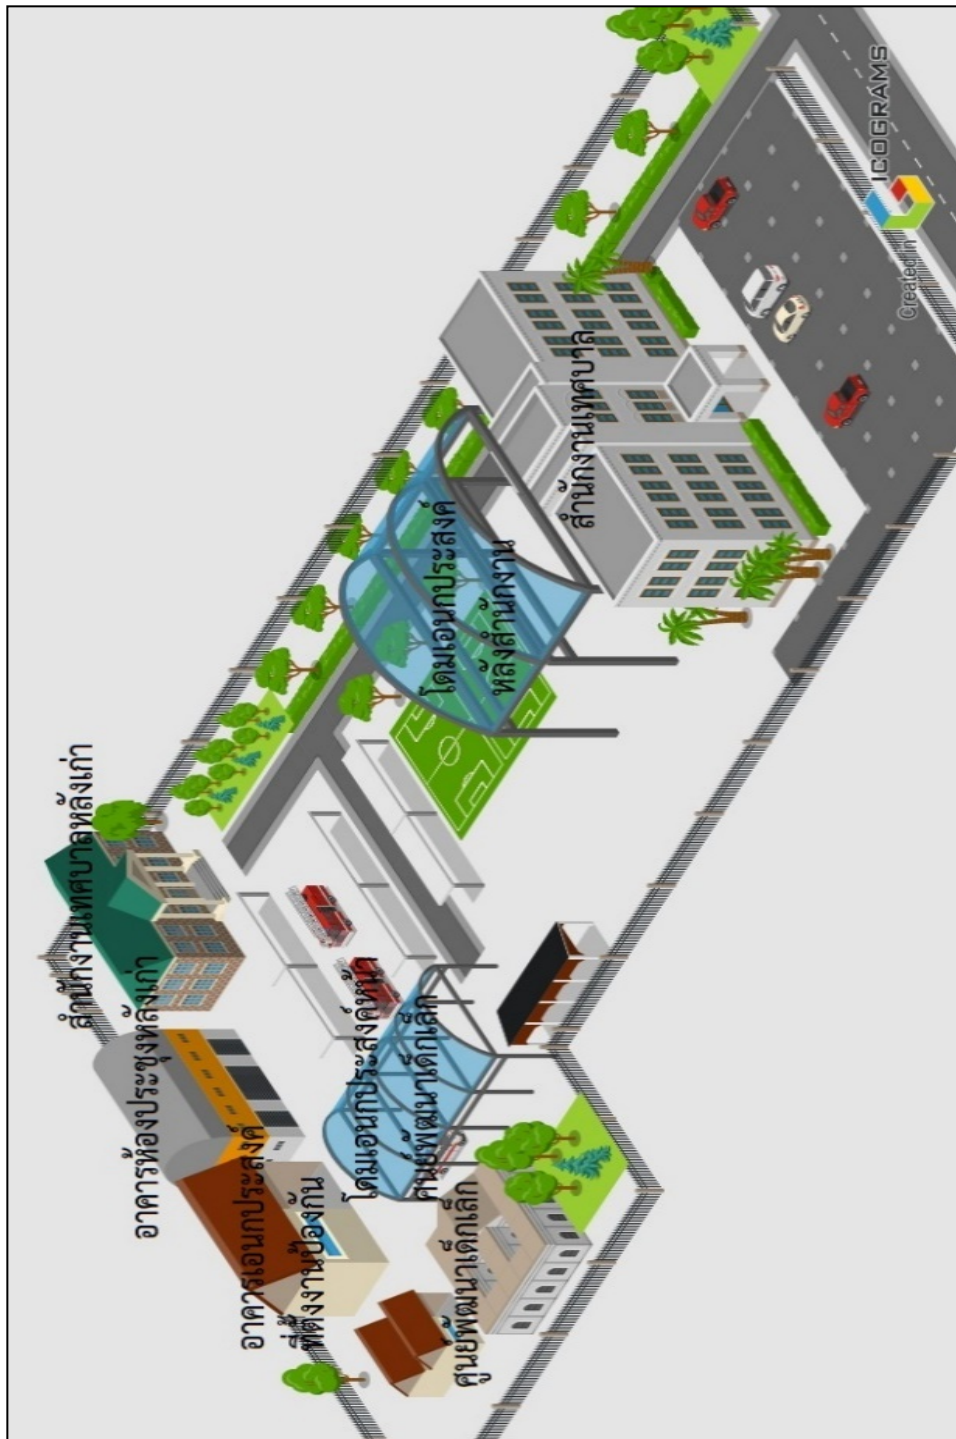 สำนักงานเทศบาลหลังเก่า
อาคารห้องประชุงหลังเก่า
อาคารเอนกประสงค์
ที่ตั้งงานป้องกัน
โดมเอนกประสงค์หน้า
ศูนย์พัฒนาเด็กเล็ก
ศูนย์พัฒนาเด็กเล็ก
โดมเอนกประสงค์
หลังสำนักงาน
สำนักงานเทศบาล
Created in
ICOGRAMS